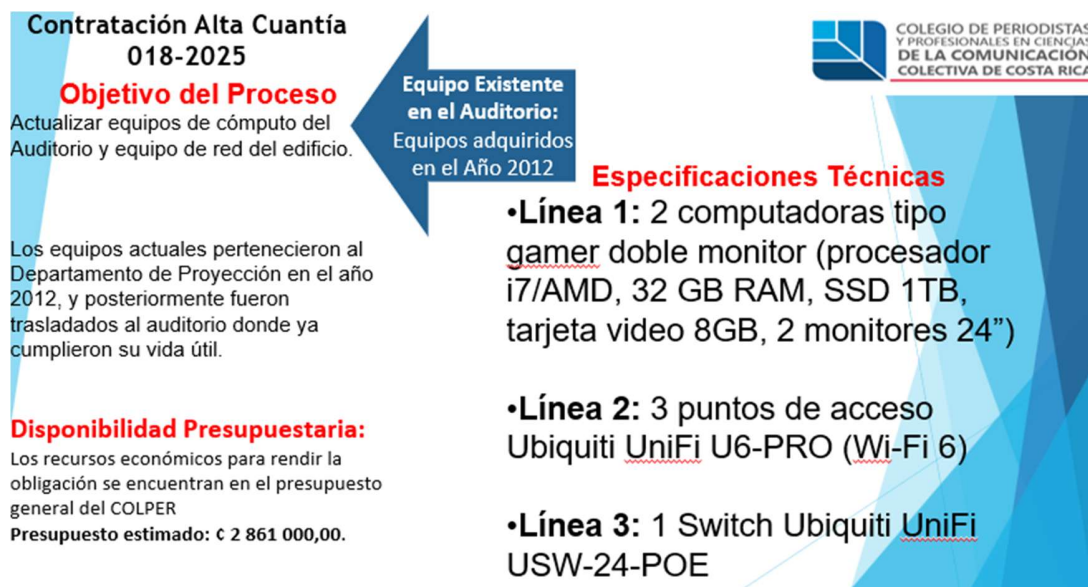 Contratación Alta Cuantía
018-2025
Objetivo del Proceso
Actualizar equipos de cómputo del
Auditorio y equipo de red del edificio.
Equipo Existente
en el Auditorio:
Equipos adquiridos
en el Año 2012
Los equipos actuales pertenecieron al
Departamento de Proyección en el año
2012, y posteriormente fueron
trasladados al auditorio donde ya
cumplieron su vida útil.
Disponibilidad Presupuestaria:
Los recursos económicos para rendir la
obligación se encuentran en el presupuesto
general del COLPER
Presupuesto estimado: ¢ 2 861 000,00.
COLEGIO DE PERIODISTAS
Y PROFESIONALES EN CIENCIAS
DE LA COMUNICACIÓN
COLECTIVA DE COSTA RICA
Especificaciones Técnicas
•Línea 1: 2 computadoras tipo
gamer doble monitor (procesador
i7/AMD, 32 GB RAM, SSD 1TB,
tarjeta video 8GB, 2 monitores 24”)
•Línea 2: 3 puntos de acceso
Ubiquiti UniFi U6-PRO (Wi-Fi 6)
•Línea 3: 1 Switch Ubiquiti UniFi
USW-24-POE